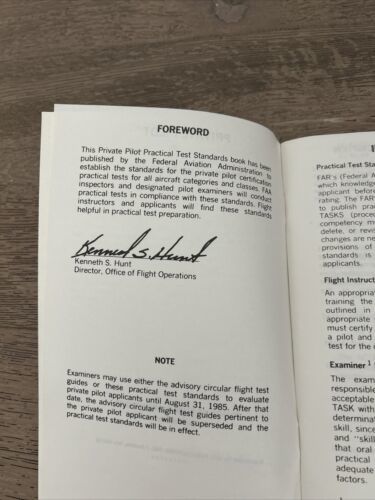 FOREWORD
This Private Pilot Practical Test Standards book has been
published by the Federal Aviation Administration to
establish the standards for the private pilot certification
practical tests for all aircraft categories and classes. FAA
inspectors and designated pilot examiners will conduct
practical tests in compliance with these standards. Flight
instructors and applicants will find these standards
helpful in practical test preparation.
Kenneth S. Hunt
Kenneth S. Hunt
Director, Office of Flight Operations
NOTE
Examiners may use either the advisory circular flight test
guides or these practical test standards to evaluate
private pilot applicants until August 31, 1985. After that
date, the advisory circular flight test guides pertinent to
the private pilot applicant will be superseded and the
practical test standards will be in effect.
Practical Test Sta
FAR's (Federal A
which knowledge
applicant before
rating. The FAR'
to publish practi
TASKS (proced
competency m
delete, or revis
changes are ne
provisions of
standards is
applicants.
Flight Instruct
An appropria
training the
outlined in
appropriate
must certify
a pilot and
test for the c
Examiner 1
The exam
responsible
acceptable
TASK with
determinat
skill, since
and "skill
that oral
practical
adequate
factors.